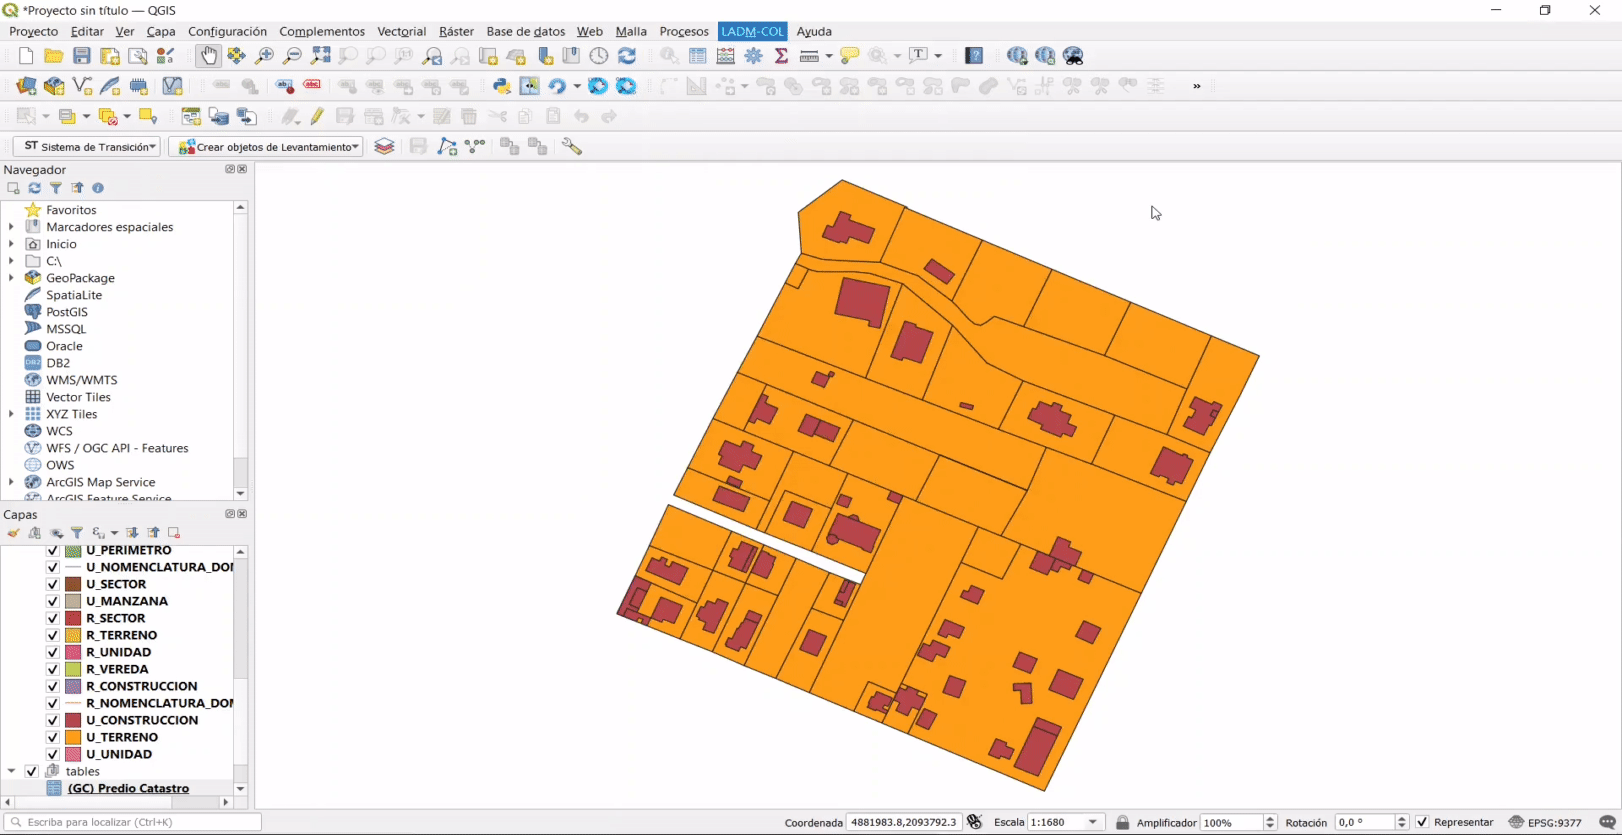 *Proyecto sin título — QGIS
Proyecto Editar Ver Capa Configuración Complementos Vectorial Ráster Base de datos Web Malla Procesos LADM-COL Ayuda
»
ST Sistema de Transición Crear objetos de Levantamiento
Navegador
Favoritos
Marcadores espaciales
Inicio
C:\
GeoPackage
SpatiaLite
PostGIS
MSSQL
Oracle
DB2
WMS/WMTS
Vector Tiles
XYZ Tiles
WCS
WFS / OGC API - Features
OWS
ArcGIS Map Service
ArcGIS Feature Service
Capas
U_PERIMETRO
U_NOMENCLATURA_DOM
U_SECTOR
U_MANZANA
R_SECTOR
R_TERRENO
R_UNIDAD
R_VEREDA
R_CONSTRUCCION
R_NOMENCLATURA_DOM
U_CONSTRUCCION
U_TERRENO
U_UNIDAD
tables
(GC) Predio Catastro
Escriba para localizar (Ctrl+K)
Coordenada 4881983.8,2093792.3 Escala 1:1680 Amplificador 100% Rotación 0,0 ° Representar EPSG:9377